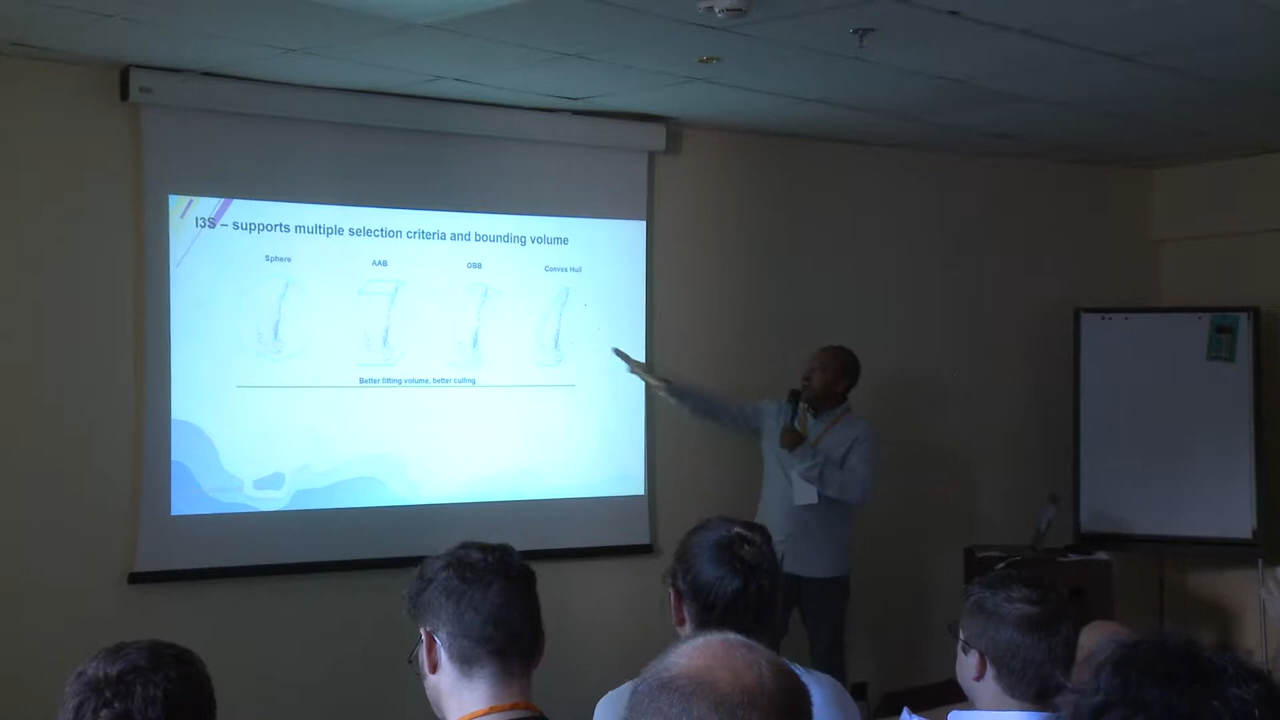 I3S – supports multiple selection criteria and bounding volume
Sphere AAB OBB Convex Hull
Better fitting volume, better culling